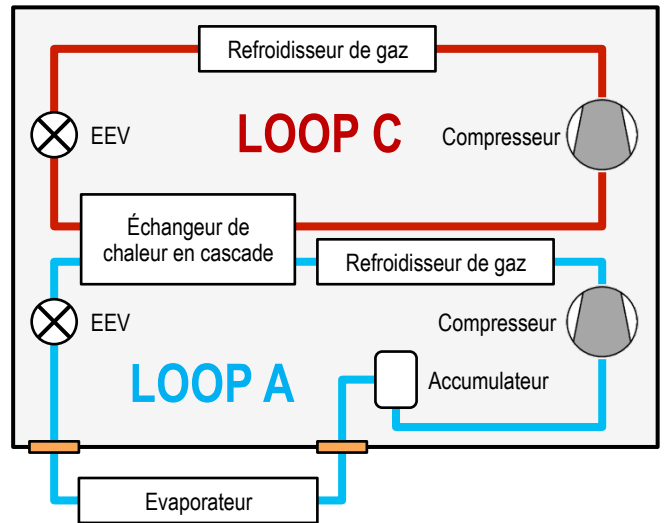 Refroidisseur de gaz
EEV
LOOP C
Compresseur
Échangeur de
chaleur en cascade
Refroidisseur de gaz
EEV
Compresseur
LOOP A
Accumulateur
Evaporateur